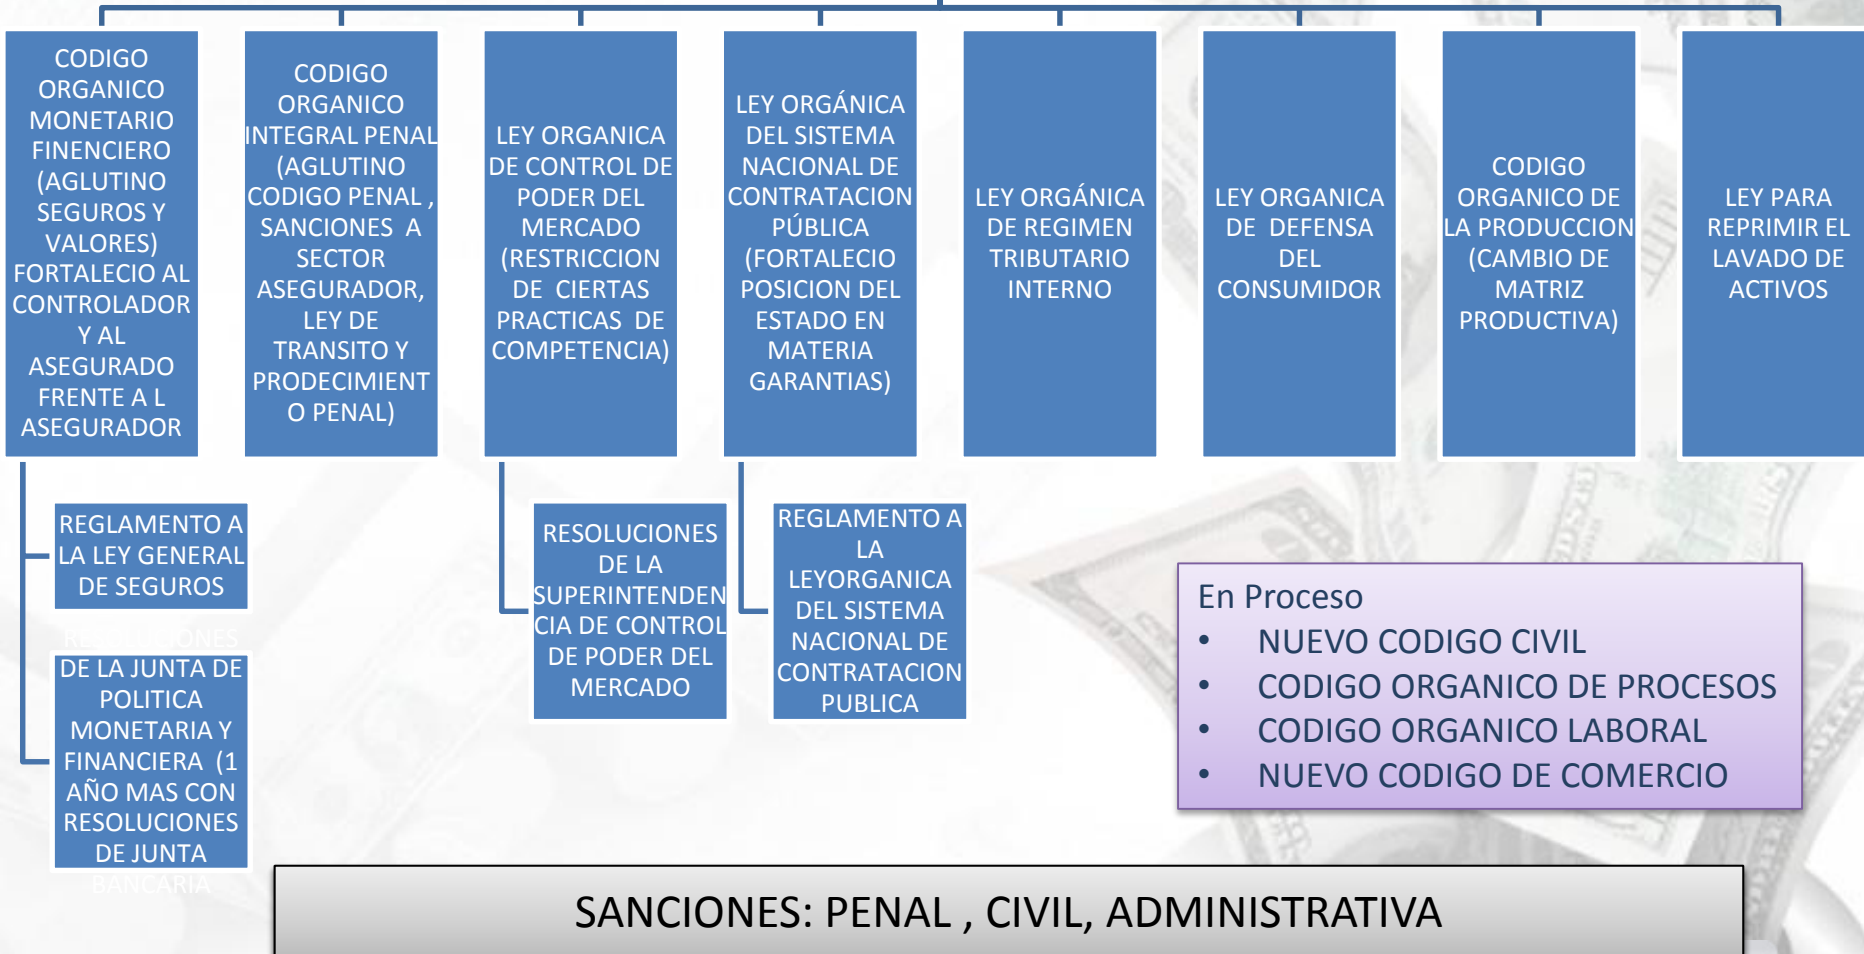 CODIGO
ORGANICO
MONETARIO
FINENCIERO
(AGLUTINO
SEGUROS Y
VALORES)
FORTALECIO AL
CONTROLADOR
Y AL
ASEGURADO
FRENTE A L
ASEGURADOR
CODIGO
ORGANICO
INTEGRAL PENAL
(AGLUTINO
CODIGO PENAL ,
SANCIONES A
SECTOR
ASEGURADOR,
LEY DE
TRANSITO Y
PRODECIMIENT
O PENAL)
LEY ORGANICA
DE CONTROL DE
PODER DEL
MERCADO
(RESTRICCION
DE CIERTAS
PRACTICAS DE
COMPETENCIA)
LEY ORGÁNICA
DEL SISTEMA
NACIONAL DE
CONTRATACION
PÚBLICA
(FORTALECIO
POSICION DEL
ESTADO EN
MATERIA
GARANTIAS)
LEY ORGÁNICA
DE REGIMEN
TRIBUTARIO
INTERNO
LEY ORGANICA
DE DEFENSA
DEL
CONSUMIDOR
CODIGO
ORGANICO DE
LA PRODUCCION
(CAMBIO DE
MATRIZ
PRODUCTIVA)
LEY PARA
REPRIMIR EL
LAVADO DE
ACTIVOS
REGLAMENTO A
LA LEY GENERAL
DE SEGUROS
RESOLUCIONES
DE LA JUNTA DE
POLITICA
MONETARIA Y
FINANCIERA (1
AÑO MAS CON
RESOLUCIONES
DE JUNTA
BANCARIA
RESOLUCIONES
DE LA
SUPERINTENDEN
CIA DE CONTROL
DE PODER DEL
MERCADO
REGLAMENTO A
LA
LEYORGANICA
DEL SISTEMA
NACIONAL DE
CONTRATACION
PUBLICA
En Proceso
• NUEVO CODIGO CIVIL
• CODIGO ORGANICO DE PROCESOS
• CODIGO ORGANICO LABORAL
• NUEVO CODIGO DE COMERCIO
SANCIONES: PENAL , CIVIL, ADMINISTRATIVA